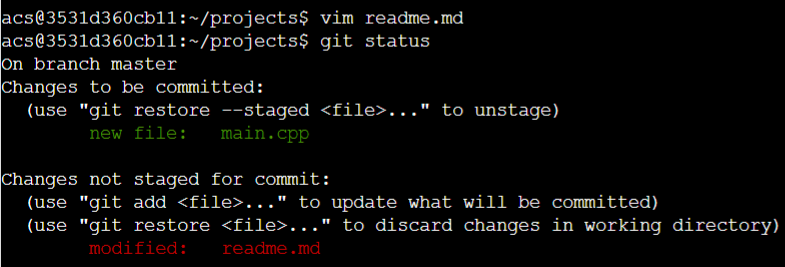 acs@3531d360cb11:~/projects$ vim readme.md
acs@3531d360cb11:~/projects$ git status
On branch master
Changes to be committed:
  (use "git restore --staged <file>..." to unstage)
        new file:   main.cpp

Changes not staged for commit:
  (use "git add <file>..." to update what will be committed)
  (use "git restore <file>..." to discard changes in working directory)
        modified:   readme.md